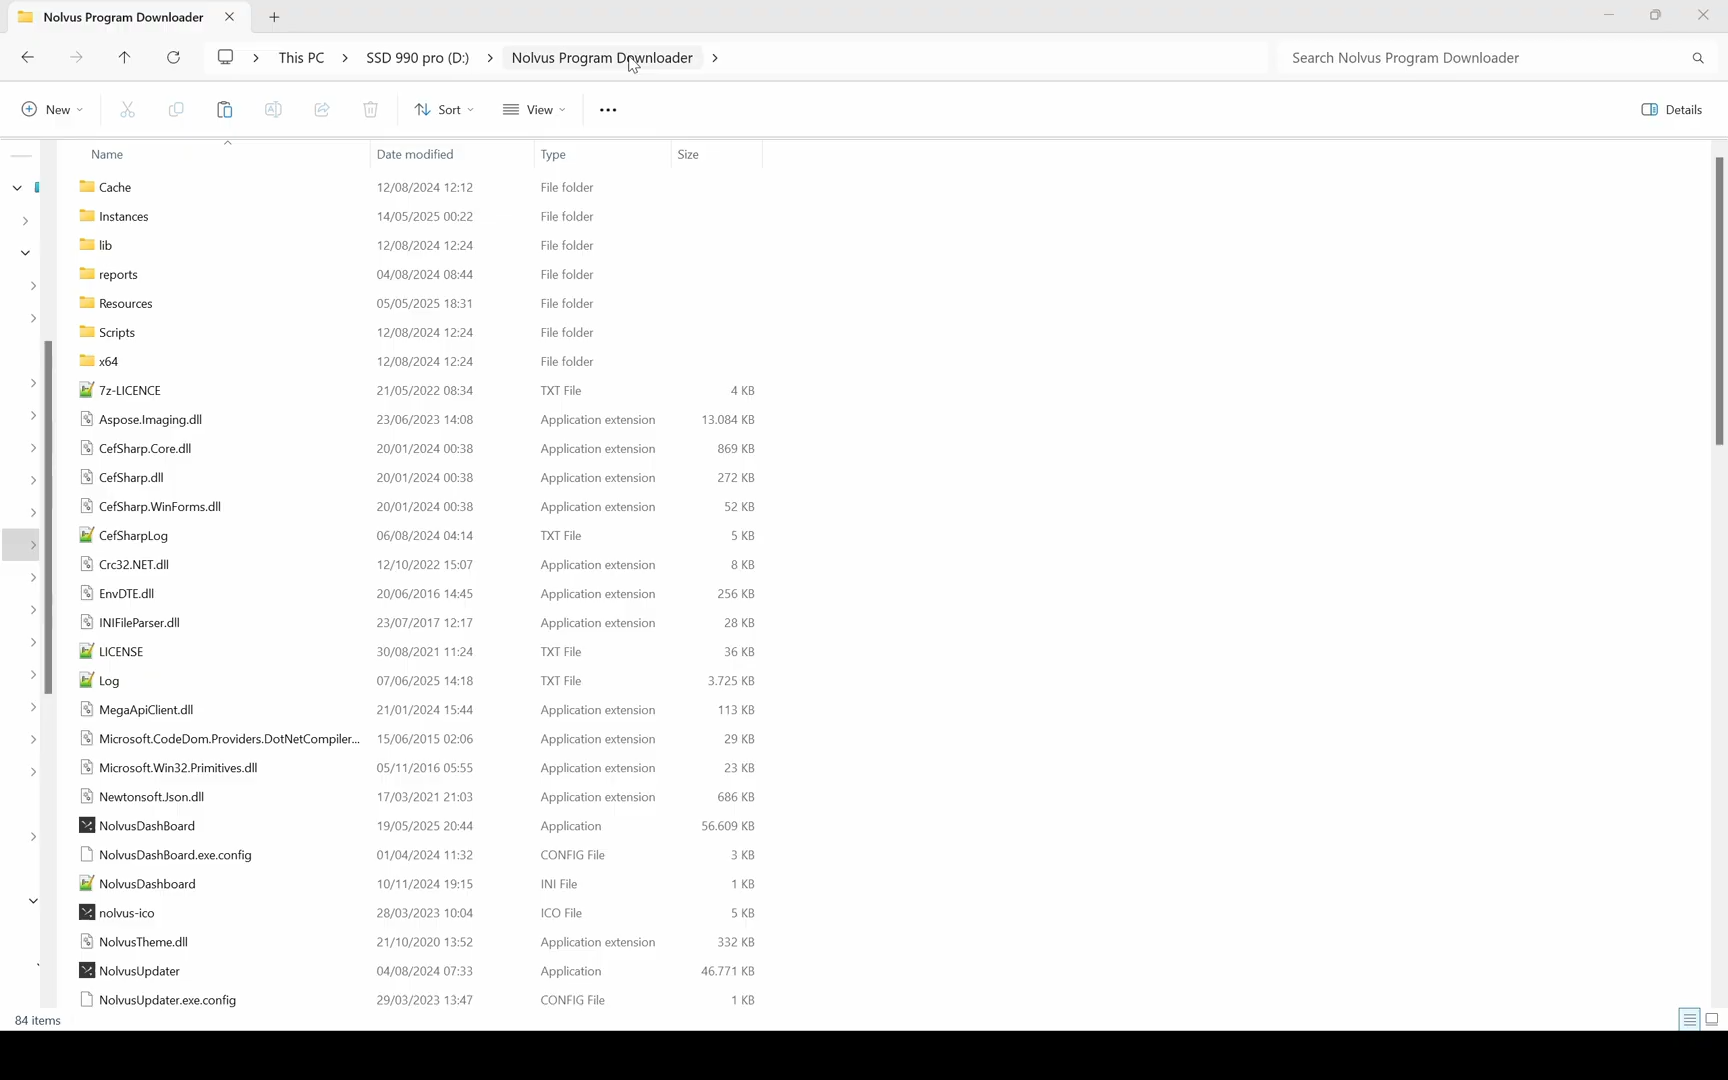 Nolvus Program Downloader
This PC > SSD 990 pro (D:) > Nolvus Program Downloader >
Search Nolvus Program Downloader
New Sort View ... Details
Name Date modified Type Size
Cache 12/08/2024 12:12 File folder
Instances 14/05/2025 00:22 File folder
lib 12/08/2024 12:24 File folder
reports 04/08/2024 08:44 File folder
Resources 05/05/2025 18:31 File folder
Scripts 12/08/2024 12:24 File folder
x64 12/08/2024 12:24 File folder
7z-LICENCE 21/05/2022 08:34 TXT File 4 KB
Aspose.Imaging.dll 23/06/2023 14:08 Application extension 13.084 KB
CefSharp.Core.dll 20/01/2024 00:38 Application extension 869 KB
CefSharp.dll 20/01/2024 00:38 Application extension 272 KB
CefSharp.WinForms.dll 20/01/2024 00:38 Application extension 52 KB
CefSharpLog 06/08/2024 04:14 TXT File 5 KB
Crc32.NET.dll 12/10/2022 15:07 Application extension 8 KB
EnvDTE.dll 20/06/2016 14:45 Application extension 256 KB
INIFileParser.dll 23/07/2017 12:17 Application extension 28 KB
LICENSE 30/08/2021 11:24 TXT File 36 KB
Log 07/06/2025 14:18 TXT File 3.725 KB
MegaApiClient.dll 21/01/2024 15:44 Application extension 113 KB
Microsoft.CodeDom.Providers.DotNetCompiler... 15/06/2015 02:06 Application extension 29 KB
Microsoft.Win32.Primitives.dll 05/11/2016 05:55 Application extension 23 KB
Newtonsoft.Json.dll 17/03/2021 21:03 Application extension 686 KB
NolvusDashBoard 19/05/2025 20:44 Application 56.609 KB
NolvusDashBoard.exe.config 01/04/2024 11:32 CONFIG File 3 KB
NolvusDashboard 10/11/2024 19:15 INI File 1 KB
nolvus-ico 28/03/2023 10:04 ICO File 5 KB
NolvusTheme.dll 21/10/2020 13:52 Application extension 332 KB
NolvusUpdater 04/08/2024 07:33 Application 46.771 KB
NolvusUpdater.exe.config 29/03/2023 13:47 CONFIG File 1 KB
84 items